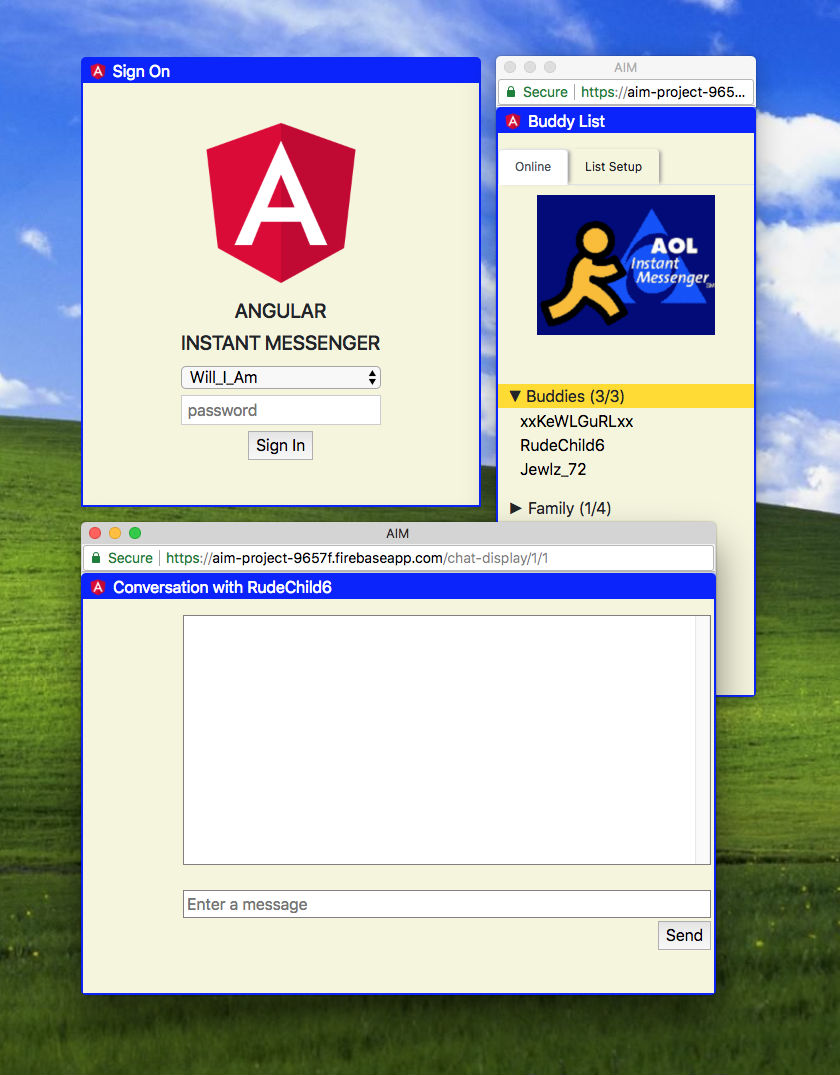 Sign On
A
ANGULAR
INSTANT MESSENGER
Will_I_Am
password
Sign In
AIM
Secure | https://aim-project-965...
Buddy List
Online
List Setup
AOL
Instant
Messenger
SM
▼ Buddies (3/3)
xxKeWLGuRLxx
RudeChild6
Jewlz_72
▶ Family (1/4)
AIM
Secure | https://aim-project-9657f.firebaseapp.com/chat-display/1/1
Conversation with RudeChild6
Enter a message
Send